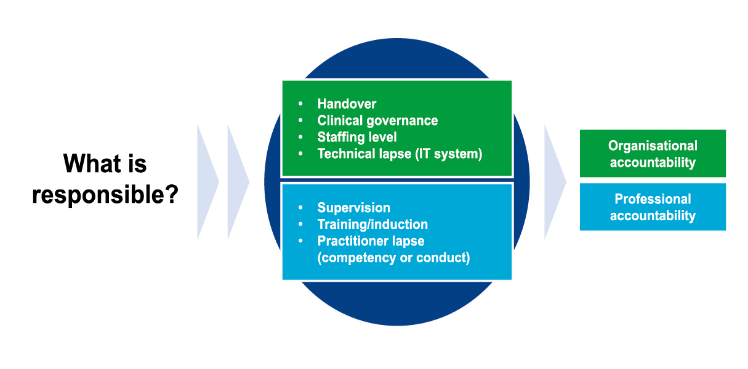 What is
responsible?
• Handover
• Clinical governance
• Staffing level
• Technical lapse (IT system)
• Supervision
• Training/induction
• Practitioner lapse
(competency or conduct)
Organisational
accountability
Professional
accountability